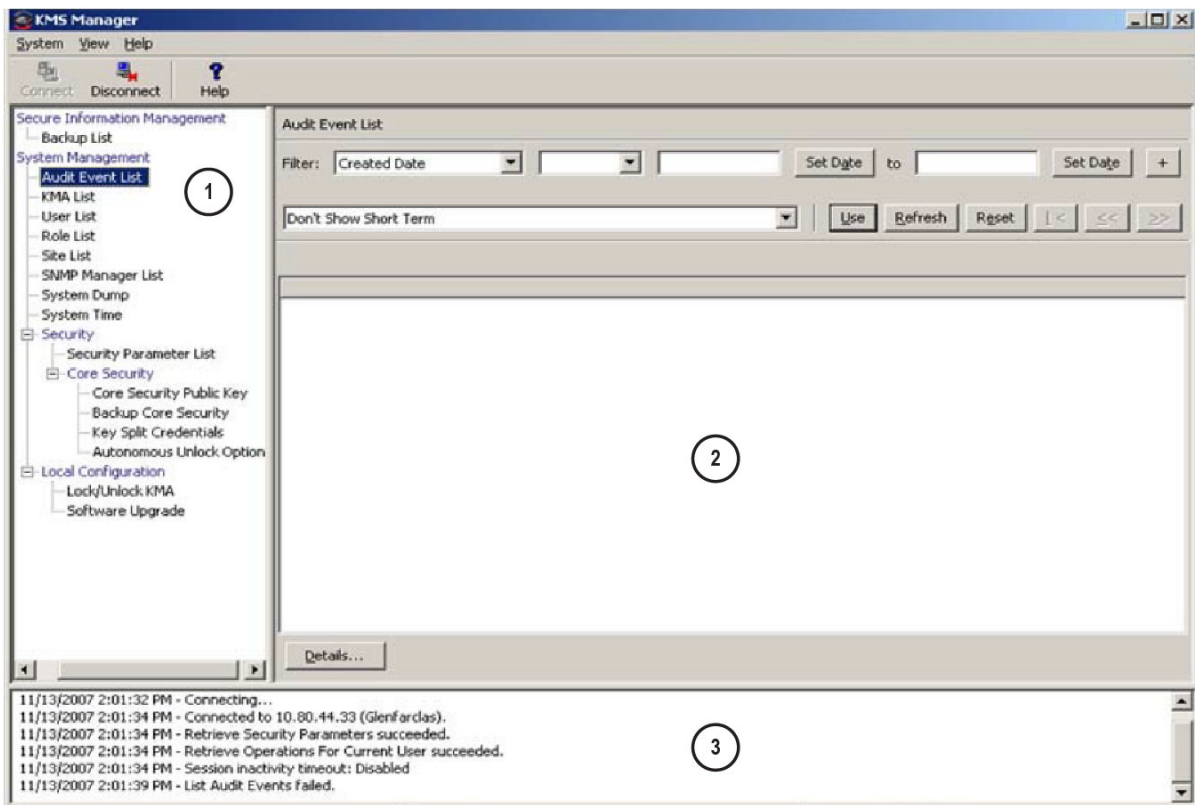 KMS Manager
System View Help
Connect Disconnect Help
Secure Information Management
Backup List
System Management
Audit Event List
KMA List
User List
Role List
Site List
SNMP Manager List
System Dump
System Time
Security
Security Parameter List
Core Security
Core Security Public Key
Backup Core Security
Key Split Credentials
Autonomous Unlock Option
Local Configuration
Lock/Unlock KMA
Software Upgrade
1
Audit Event List
Filter: Created Date Set Date to Set Date +
Don't Show Short Term Use Refresh Reset |< << >>
2
Details...
11/13/2007 2:01:32 PM - Connecting...
11/13/2007 2:01:34 PM - Connected to 10.80.44.33 (Glenfarclas).
11/13/2007 2:01:34 PM - Retrieve Security Parameters succeeded.
11/13/2007 2:01:34 PM - Retrieve Operations For Current User succeeded.
11/13/2007 2:01:34 PM - Session inactivity timeout: Disabled
11/13/2007 2:01:39 PM - List Audit Events failed.
3